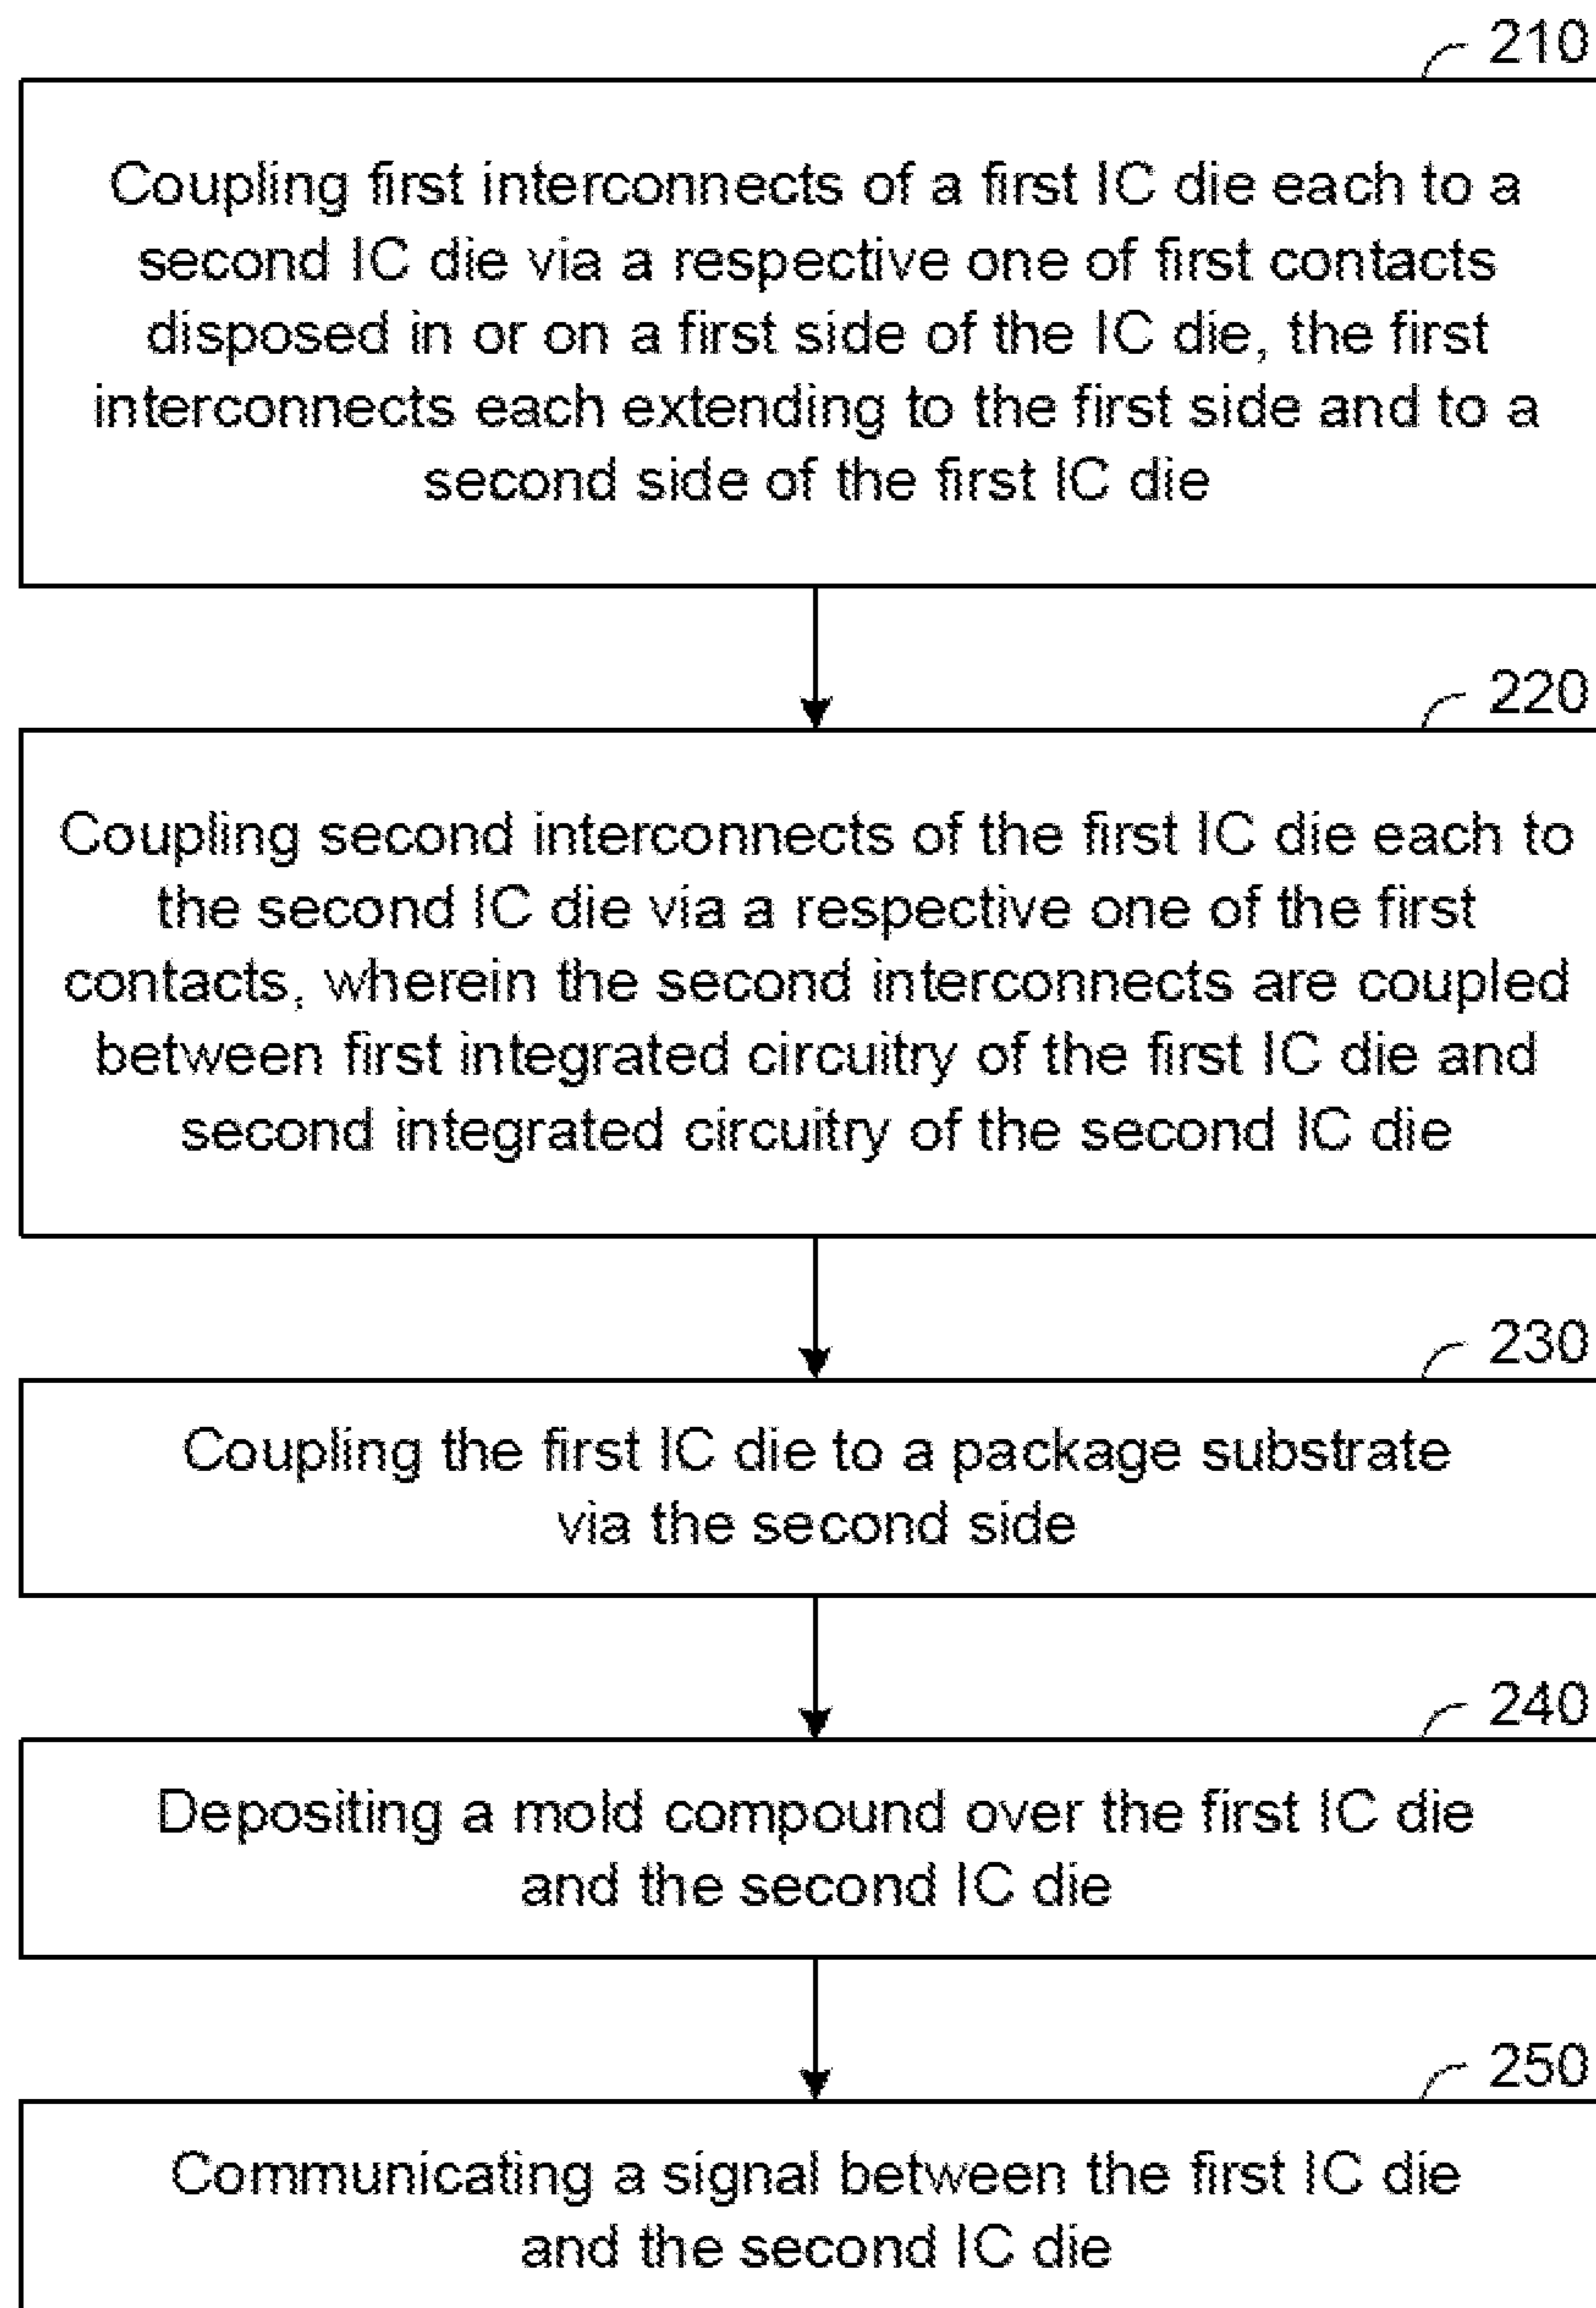 210
Coupling first interconnects of a first IC die each to a
second IC die via a respective one of first contacts
disposed in or on a first side of the IC die, the first
interconnects each extending to the first side and to a
second side of the first IC die
220
Coupling second interconnects of the first IC die each to
the second IC die via a respective one of the first
contacts, wherein the second interconnects are coupled
between first integrated circuitry of the first IC die and
second integrated circuitry of the second IC die
230
Coupling the first IC die to a package substrate
via the second side
240
Depositing a mold compound over the first IC die
and the second IC die
250
Communicating a signal between the first IC die
and the second IC die